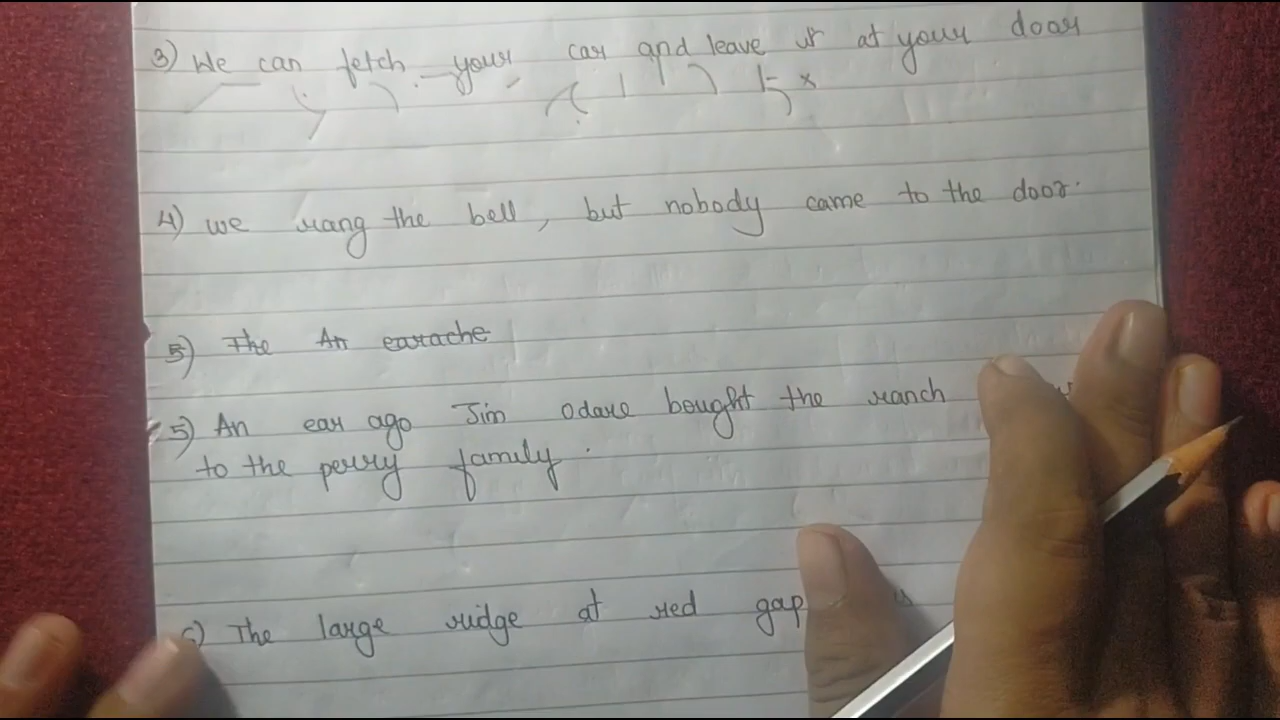 3) We can fetch your car and leave it at your door
4) we rang the bell, but nobody came to the door.
5) The An earache
5) An ear ago Jim Odare bought the ranch
to the perry family.
6) The large ridge at red gap